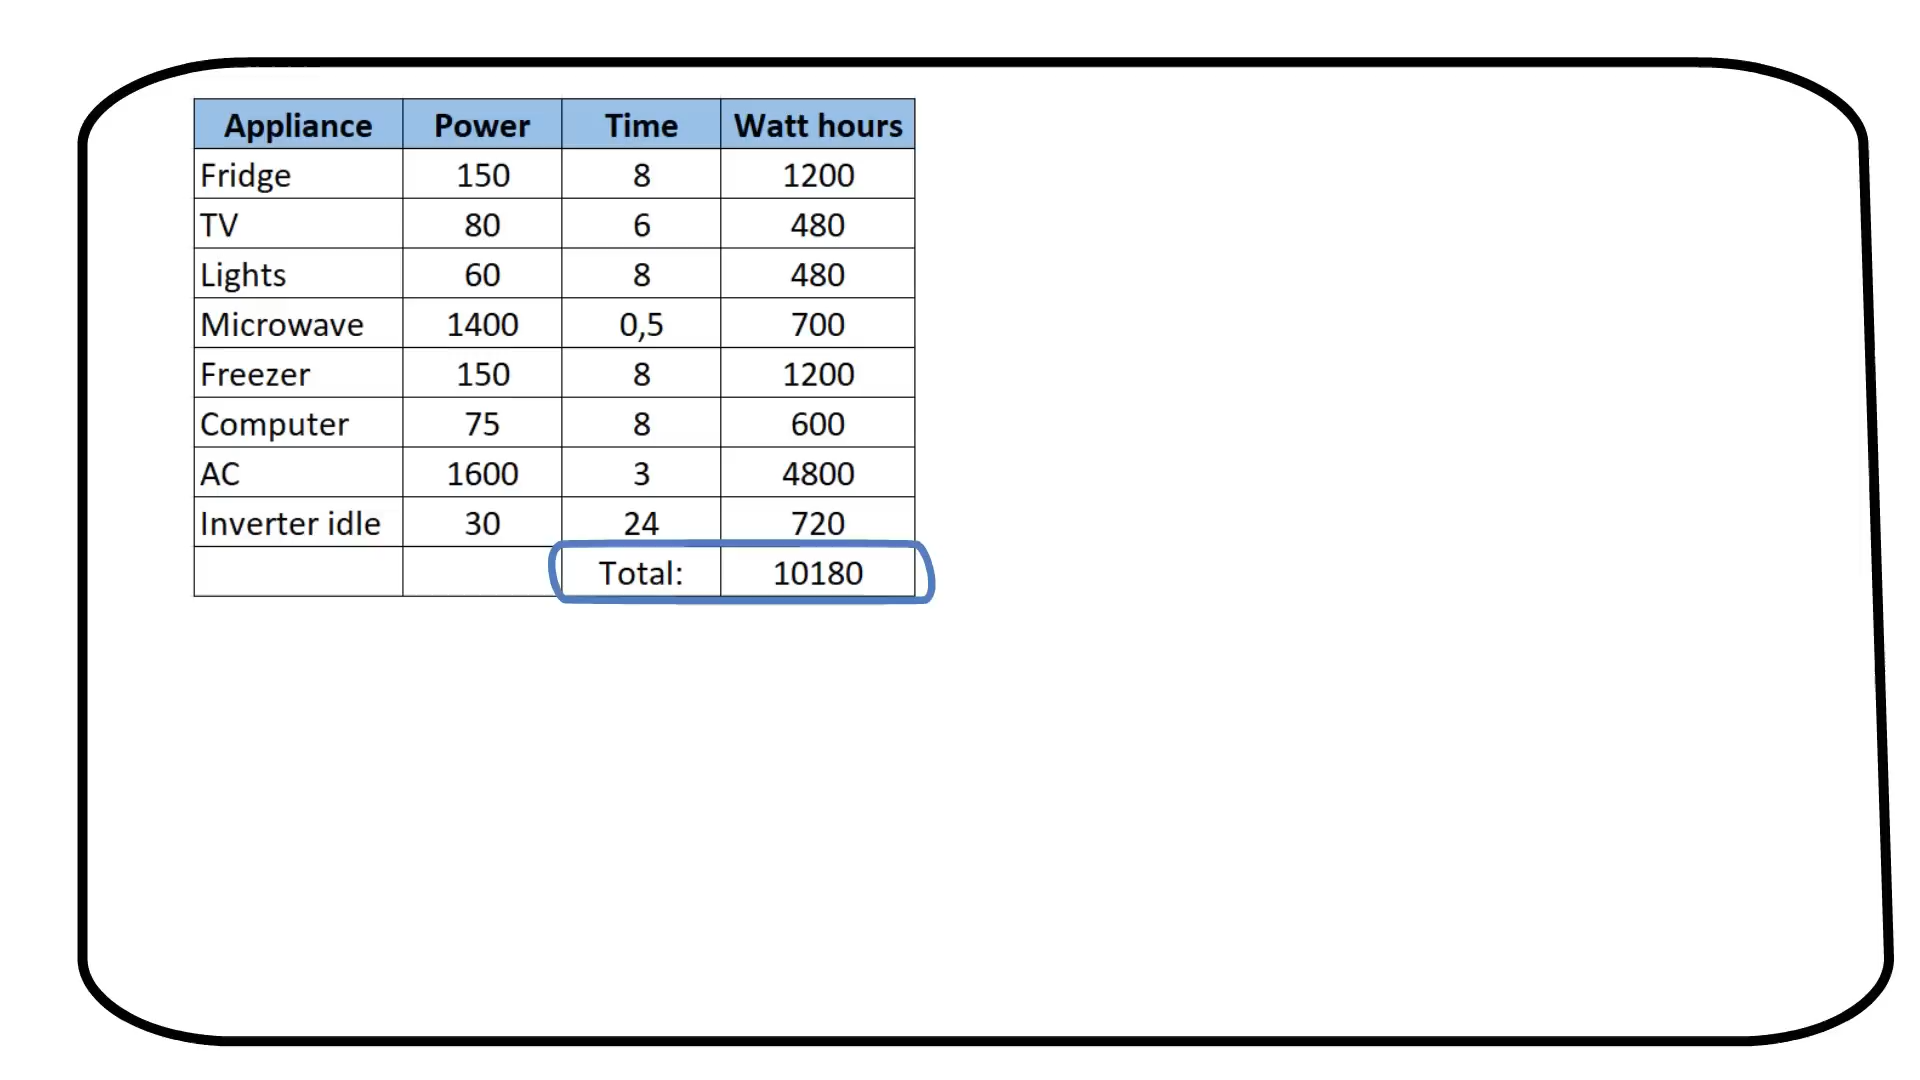 Appliance Power Time Watt hours
Fridge 150 8 1200
TV 80 6 480
Lights 60 8 480
Microwave 1400 0,5 700
Freezer 150 8 1200
Computer 75 8 600
AC 1600 3 4800
Inverter idle 30 24 720
Total: 10180